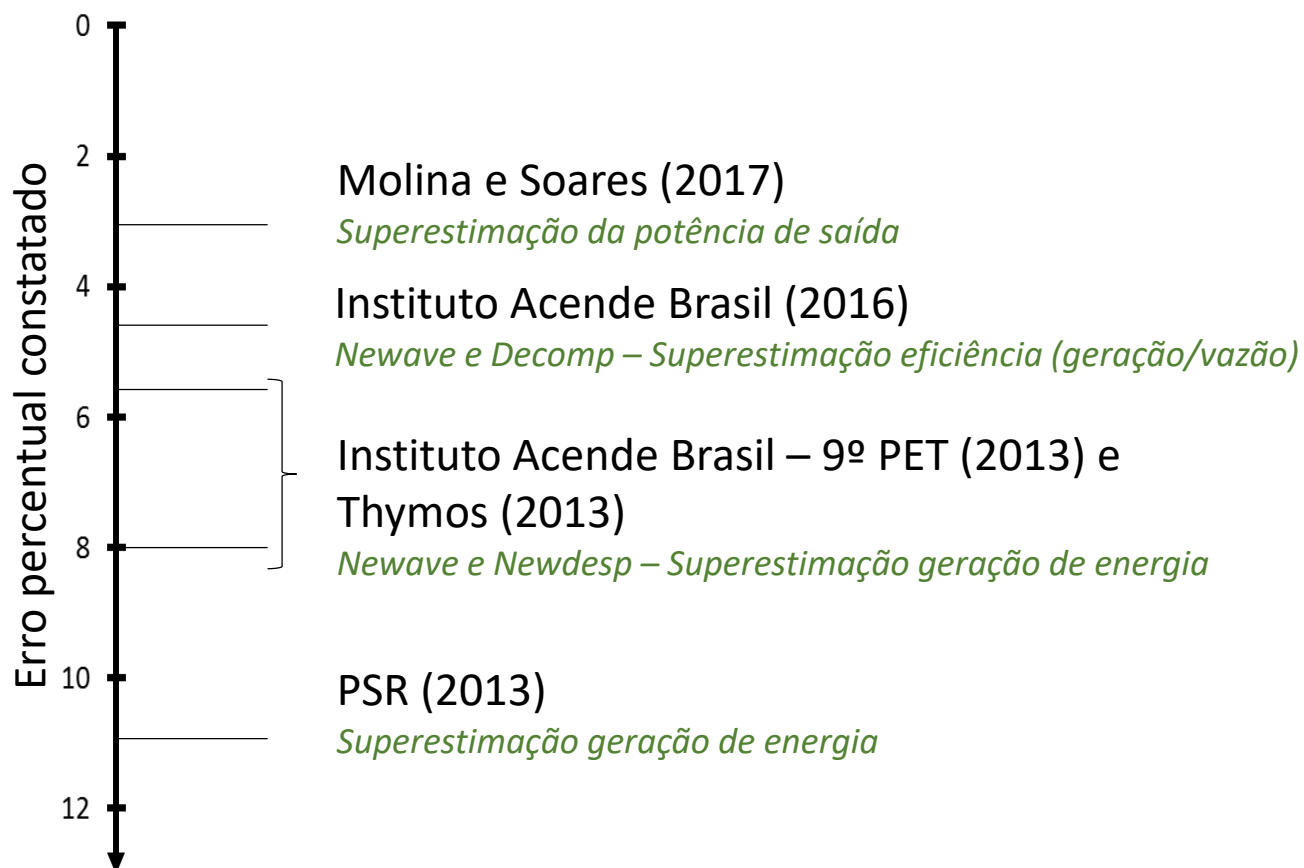 0
2
4
6
8
10
12
Erro percentual constatado
Molina e Soares (2017)
Superestimação da potência de saída
Instituto Acende Brasil (2016)
Newave e Decomp – Superestimação eficiência (geração/vazão)
Instituto Acende Brasil – 9º PET (2013) e
Thymos (2013)
Newave e Newdesp – Superestimação geração de energia
PSR (2013)
Superestimação geração de energia